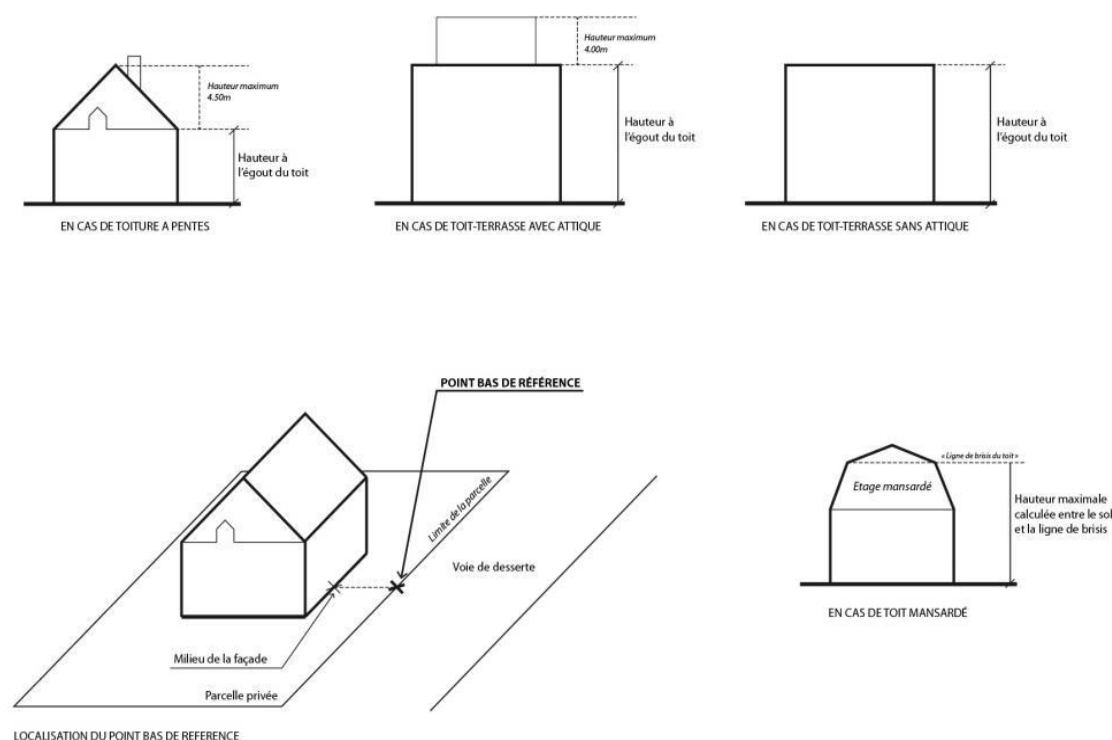 Hauteur maximum
4.50m
Hauteur à
l'égout du toit
EN CAS DE TOITURE A PENTES
Hauteur maximum
4.00m
Hauteur à
l'égout du toit
EN CAS DE TOIT-TERRASSE AVEC ATTIQUE
Hauteur à
l'égout du toit
EN CAS DE TOIT-TERRASSE SANS ATTIQUE
POINT BAS DE RÉFÉRENCE
Limite de la parcelle
Voie de desserte
Milieu de la façade
Parcelle privée
LOCALISATION DU POINT BAS DE REFERENCE
« Ligne de brisis du toit »
Etage mansardé
Hauteur maximale
calculée entre le sol
et la ligne de brisis
EN CAS DE TOIT MANSARDÉ